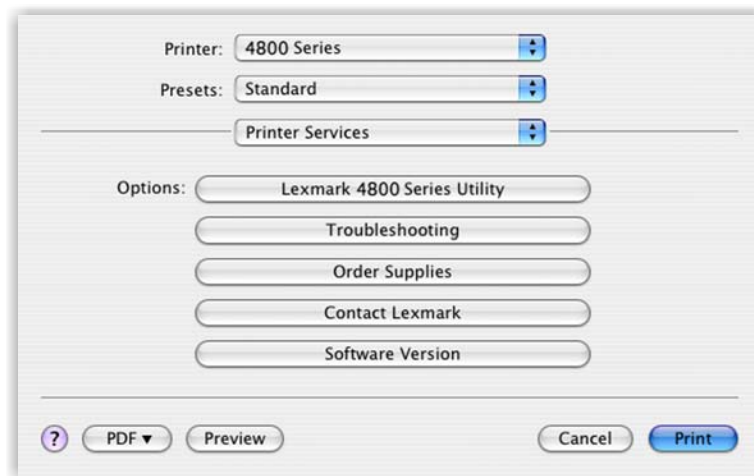 Printer: 4800 Series
Presets: Standard
Printer Services
Options: Lexmark 4800 Series Utility
Troubleshooting
Order Supplies
Contact Lexmark
Software Version
? PDF ▼ Preview Cancel Print